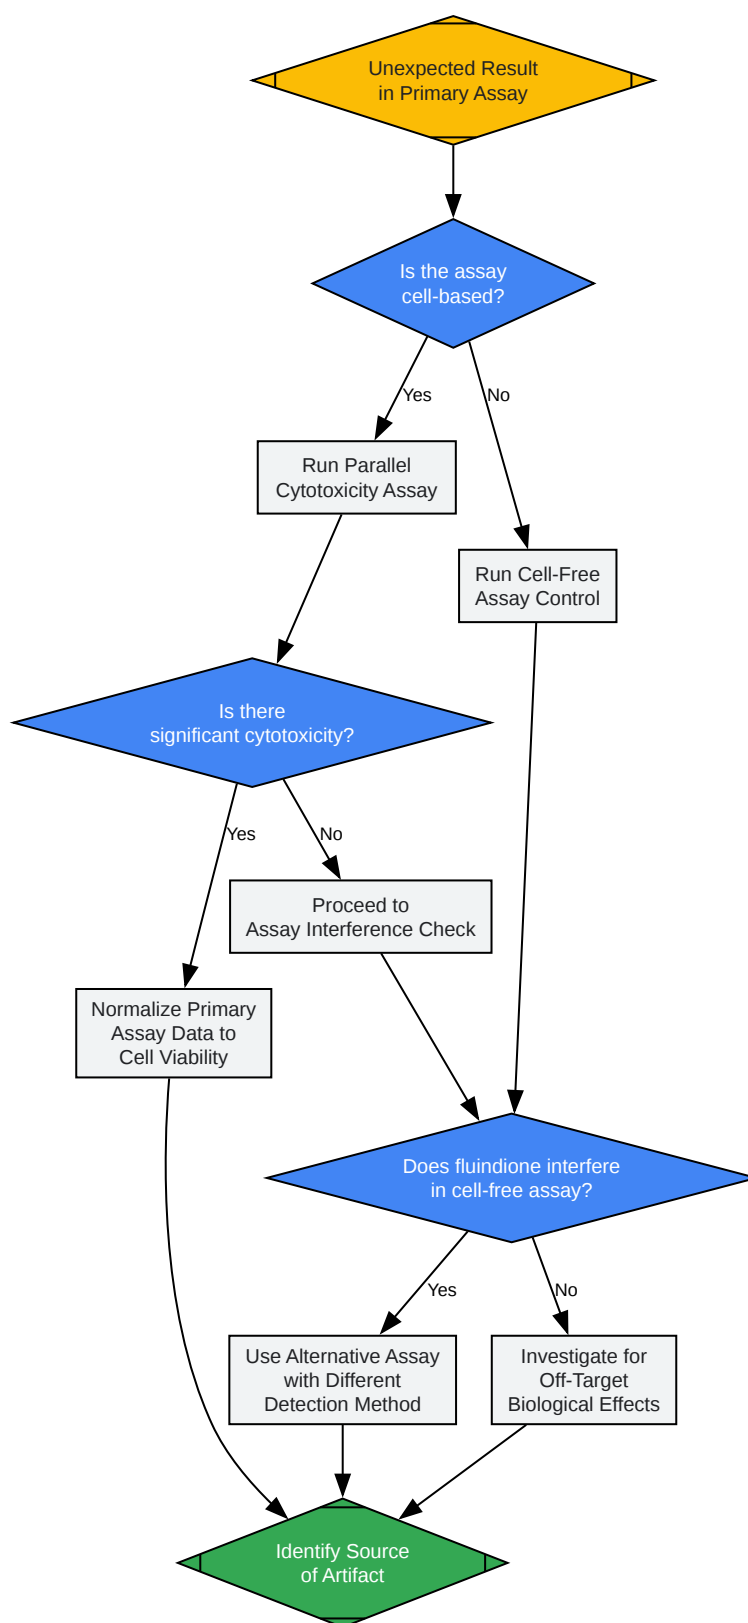 Unexpected Result
in Primary Assay
Is the assay
cell-based?
Yes
No
Run Parallel
Cytotoxicity Assay
Run Cell-Free
Assay Control
Is there
significant cytotoxicity?
Yes
No
Proceed to
Assay Interference Check
Normalize Primary
Assay Data to
Cell Viability
Does fluindione interfere
in cell-free assay?
Yes
No
Use Alternative Assay
with Different
Detection Method
Investigate for
Off-Target
Biological Effects
Identify Source
of Artifact